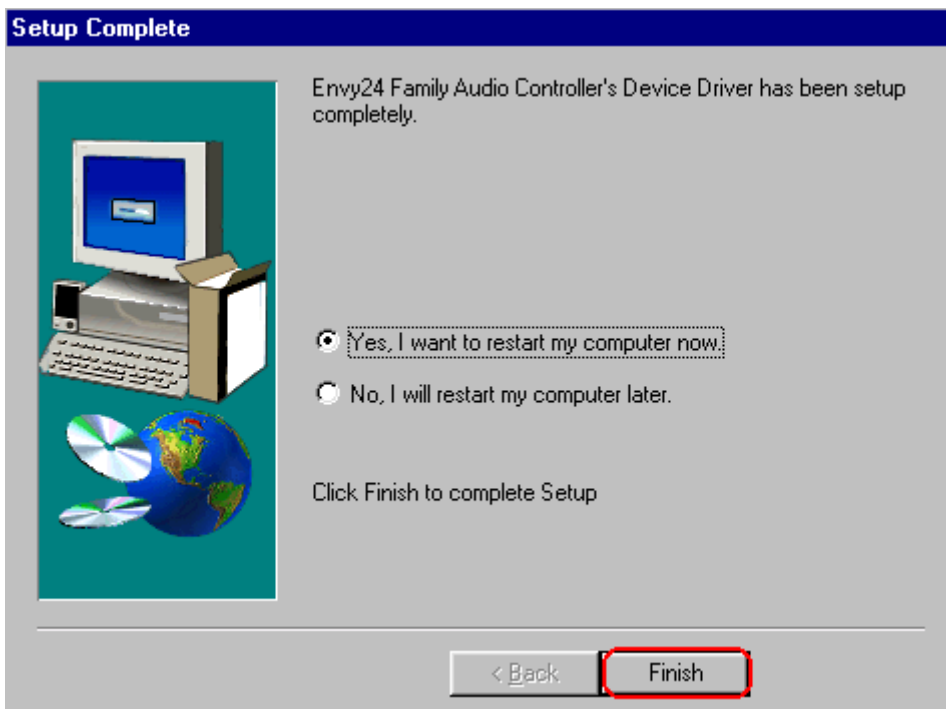 Setup Complete
Envy24 Family Audio Controller's Device Driver has been setup
completely.
Yes, I want to restart my computer now.
No, I will restart my computer later.
Click Finish to complete Setup
< Back
Finish